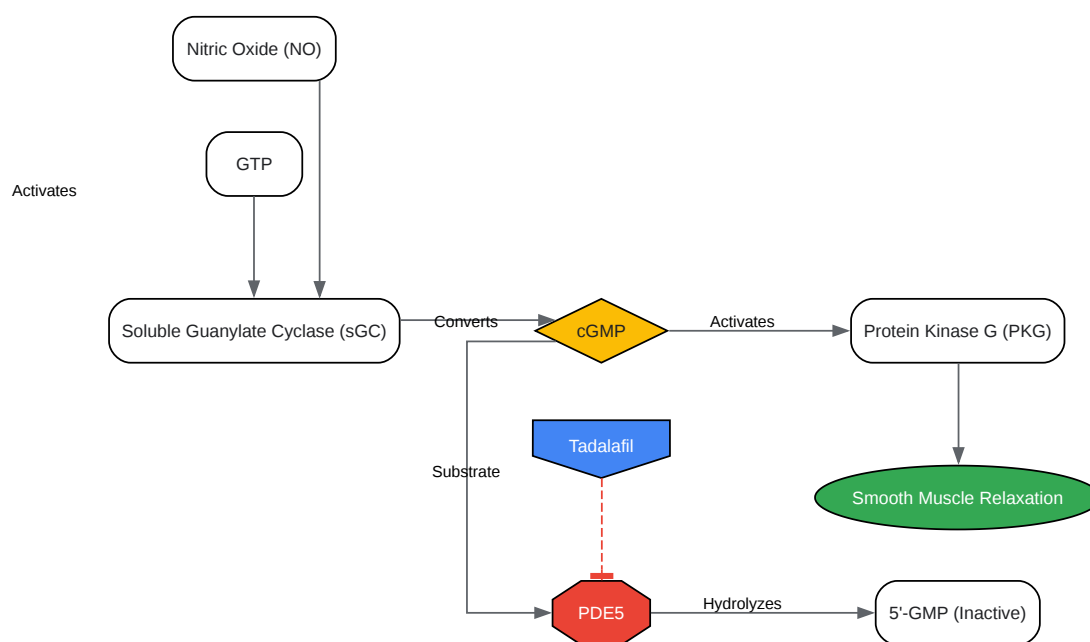 Nitric Oxide (NO)
GTP
Activates
Soluble Guanylate Cyclase (sGC)
Converts
cGMP
Activates
Protein Kinase G (PKG)
Tadalafil
Substrate
Smooth Muscle Relaxation
PDE5
Hydrolyzes
5'-GMP (Inactive)